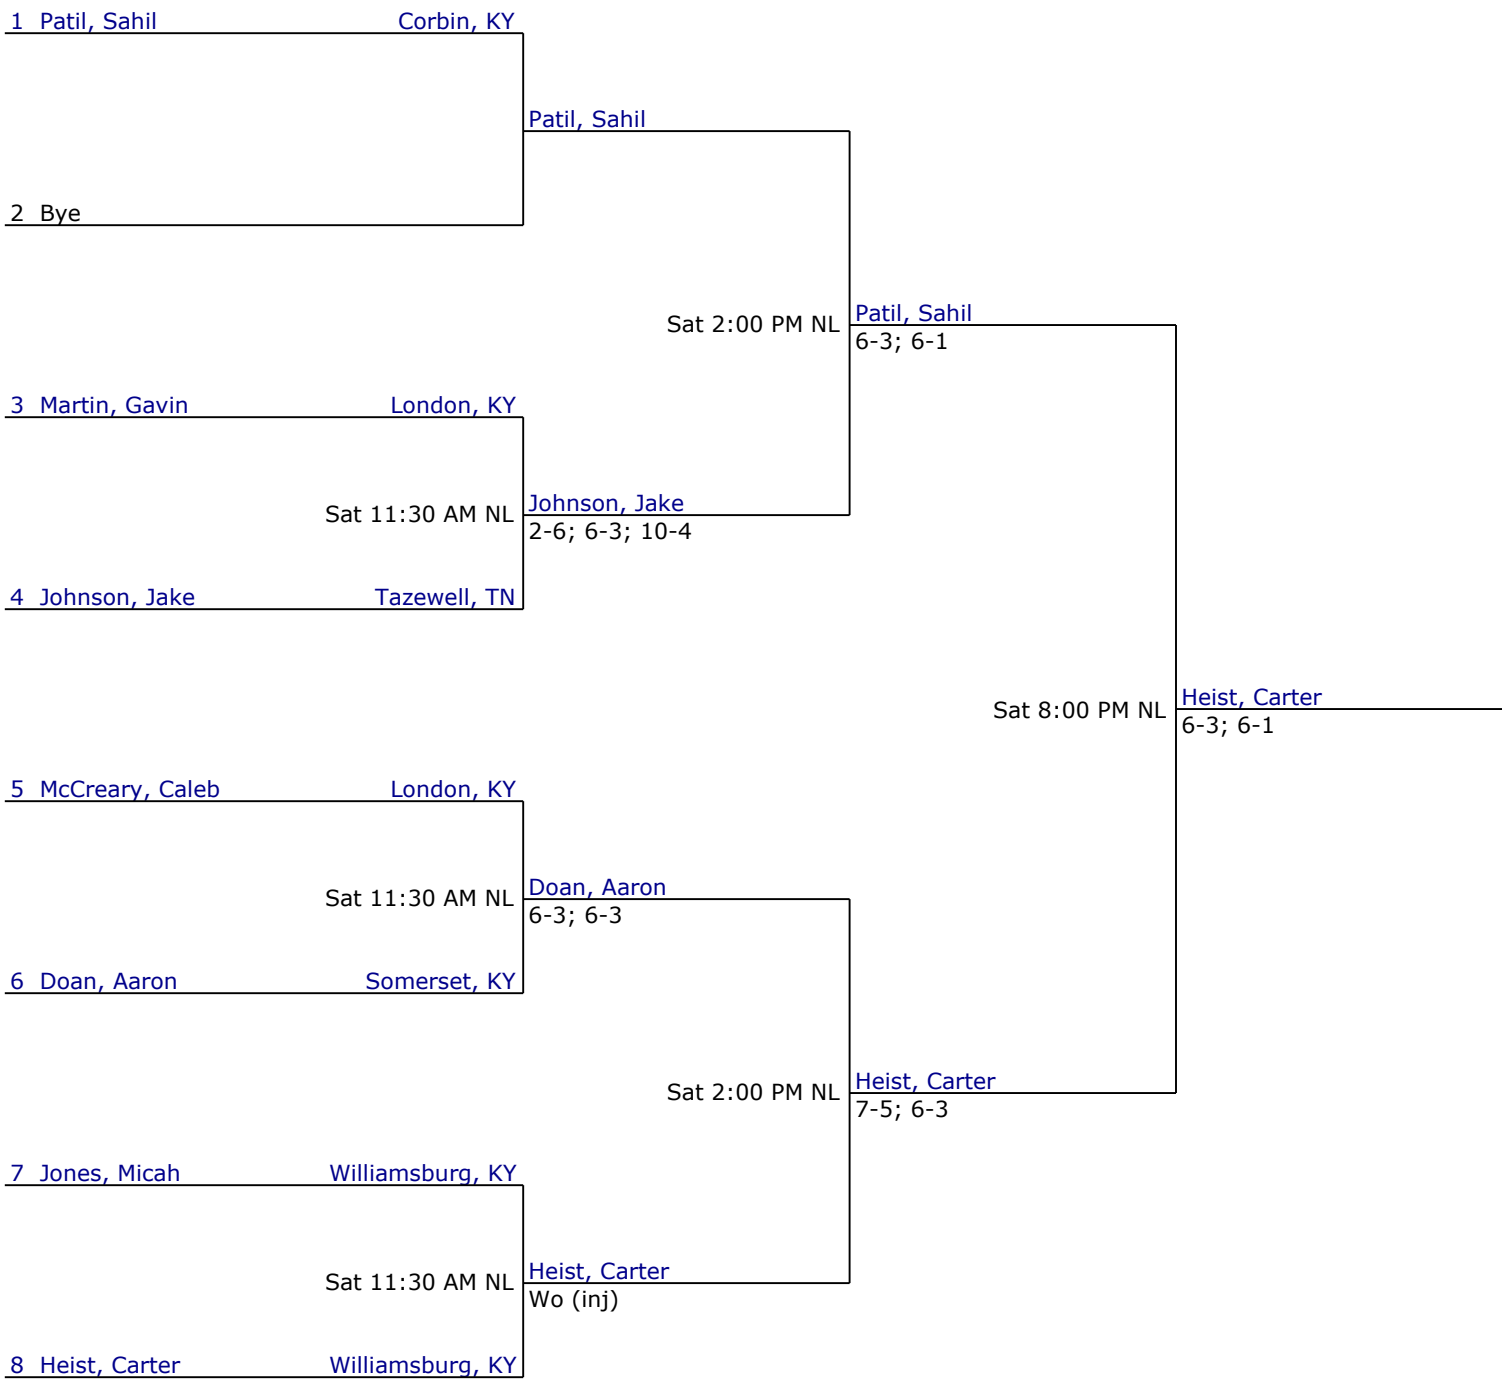 1 Patil, Sahil Corbin, KY
Patil, Sahil
2 Bye
Sat 2:00 PM NL
Patil, Sahil
6-3; 6-1
3 Martin, Gavin London, KY
Sat 11:30 AM NL
Johnson, Jake
2-6; 6-3; 10-4
4 Johnson, Jake Tazewell, TN
Sat 8:00 PM NL
Heist, Carter
6-3; 6-1
5 McCreary, Caleb London, KY
Sat 11:30 AM NL
Doan, Aaron
6-3; 6-3
6 Doan, Aaron Somerset, KY
Sat 2:00 PM NL
Heist, Carter
7-5; 6-3
7 Jones, Micah Williamsburg, KY
Sat 11:30 AM NL
Heist, Carter
Wo (inj)
8 Heist, Carter Williamsburg, KY